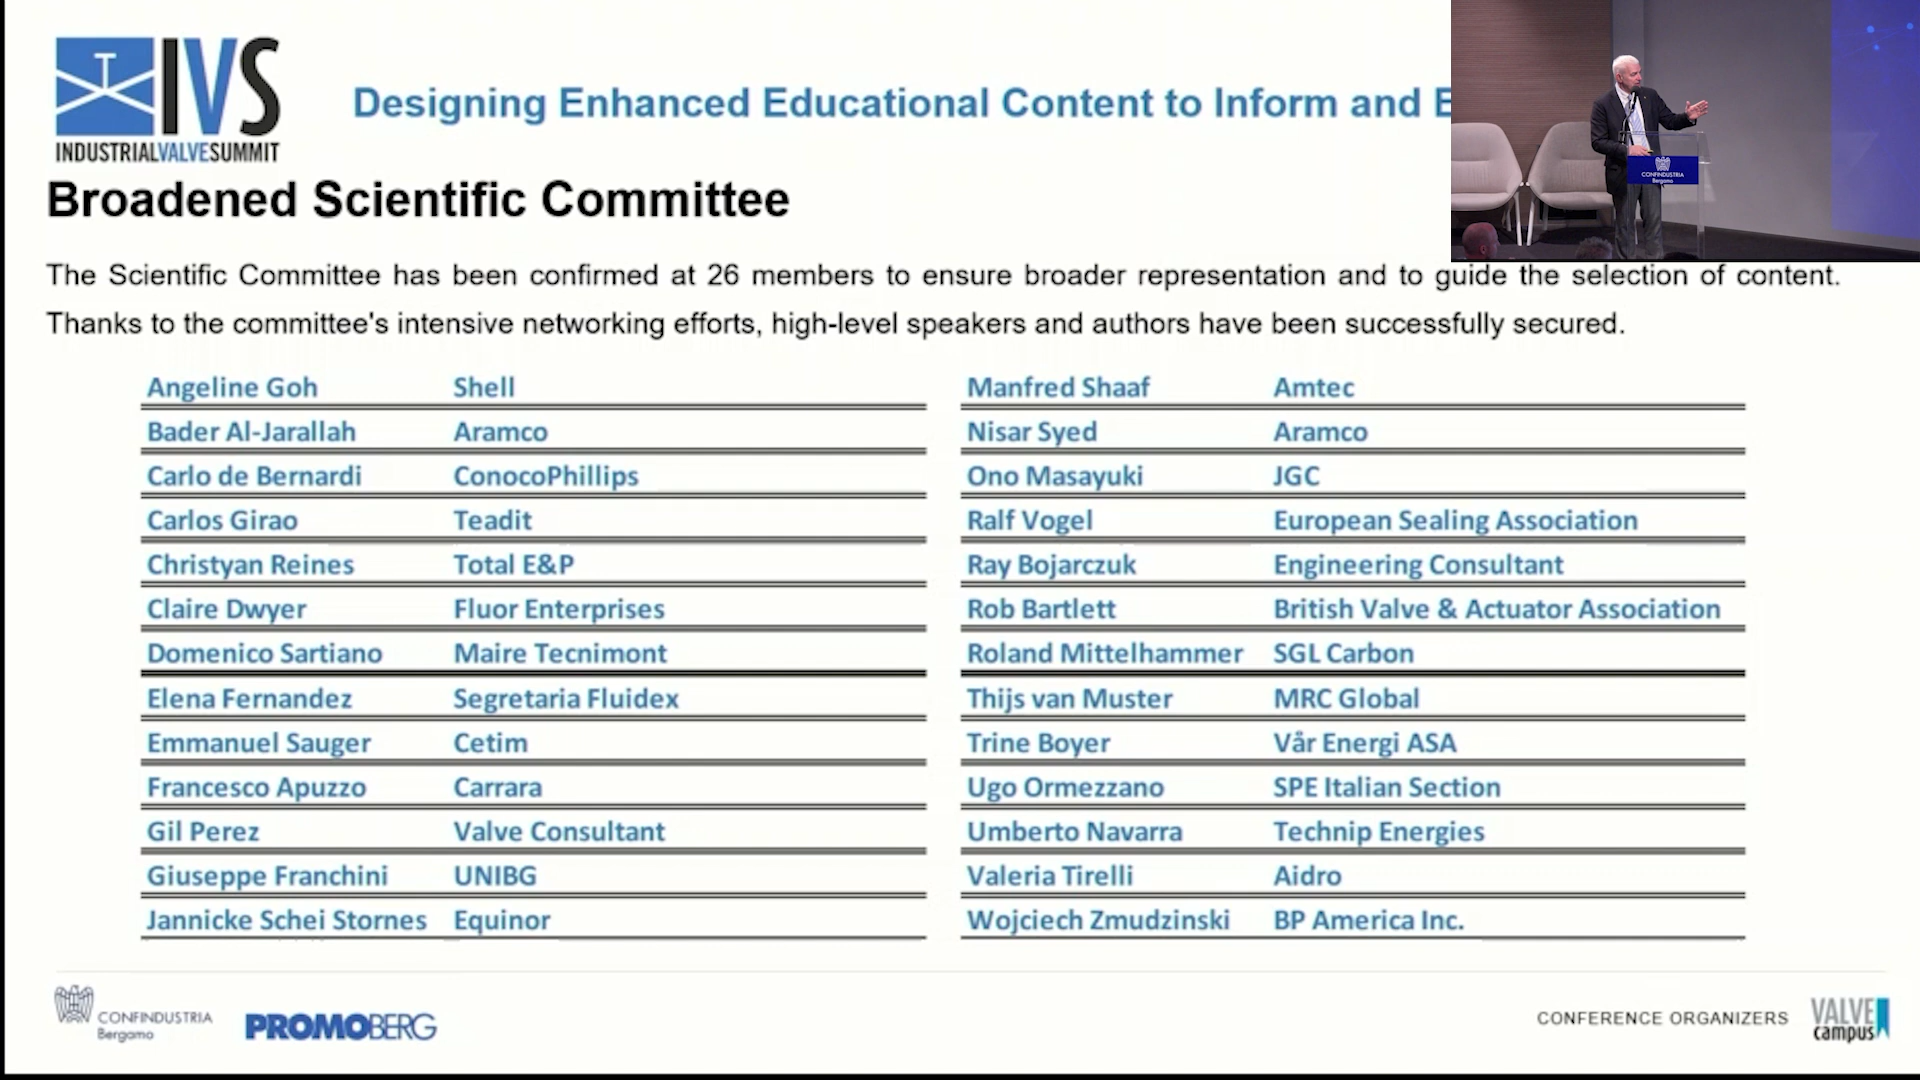 IVS
INDUSTRIALVALVESUMMIT
Designing Enhanced Educational Content to Inform and
Broadened Scientific Committee
The Scientific Committee has been confirmed at 26 members to ensure broader representation and to guide the selection of content.
Thanks to the committee's intensive networking efforts, high-level speakers and authors have been successfully secured.
Angeline Goh Shell
Bader Al-Jarallah Aramco
Carlo de Bernardi ConocoPhillips
Carlos Girao Teadit
Christyan Reines Total E&P
Claire Dwyer Fluor Enterprises
Domenico Sartiano Maire Tecnimont
Elena Fernandez Segretaria Fluidex
Emmanuel Sauger Cetim
Francesco Apuzzo Carrara
Gil Perez Valve Consultant
Giuseppe Franchini UNIBG
Jannicke Schei Stornes Equinor
Manfred Shaaf Amtec
Nisar Syed Aramco
Ono Masayuki JGC
Ralf Vogel European Sealing Association
Ray Bojarczuk Engineering Consultant
Rob Bartlett British Valve & Actuator Association
Roland Mittelhammer SGL Carbon
Thijs van Muster MRC Global
Trine Boyer Vår Energi ASA
Ugo Ormezzano SPE Italian Section
Umberto Navarra Technip Energies
Valeria Tirelli Aidro
Wojciech Zmudzinski BP America Inc.
CONFINDUSTRIA
Bergamo
PROMOBERG
CONFERENCE ORGANIZERS
VALVE
campus
CONFINDUSTRIA
Bergamo